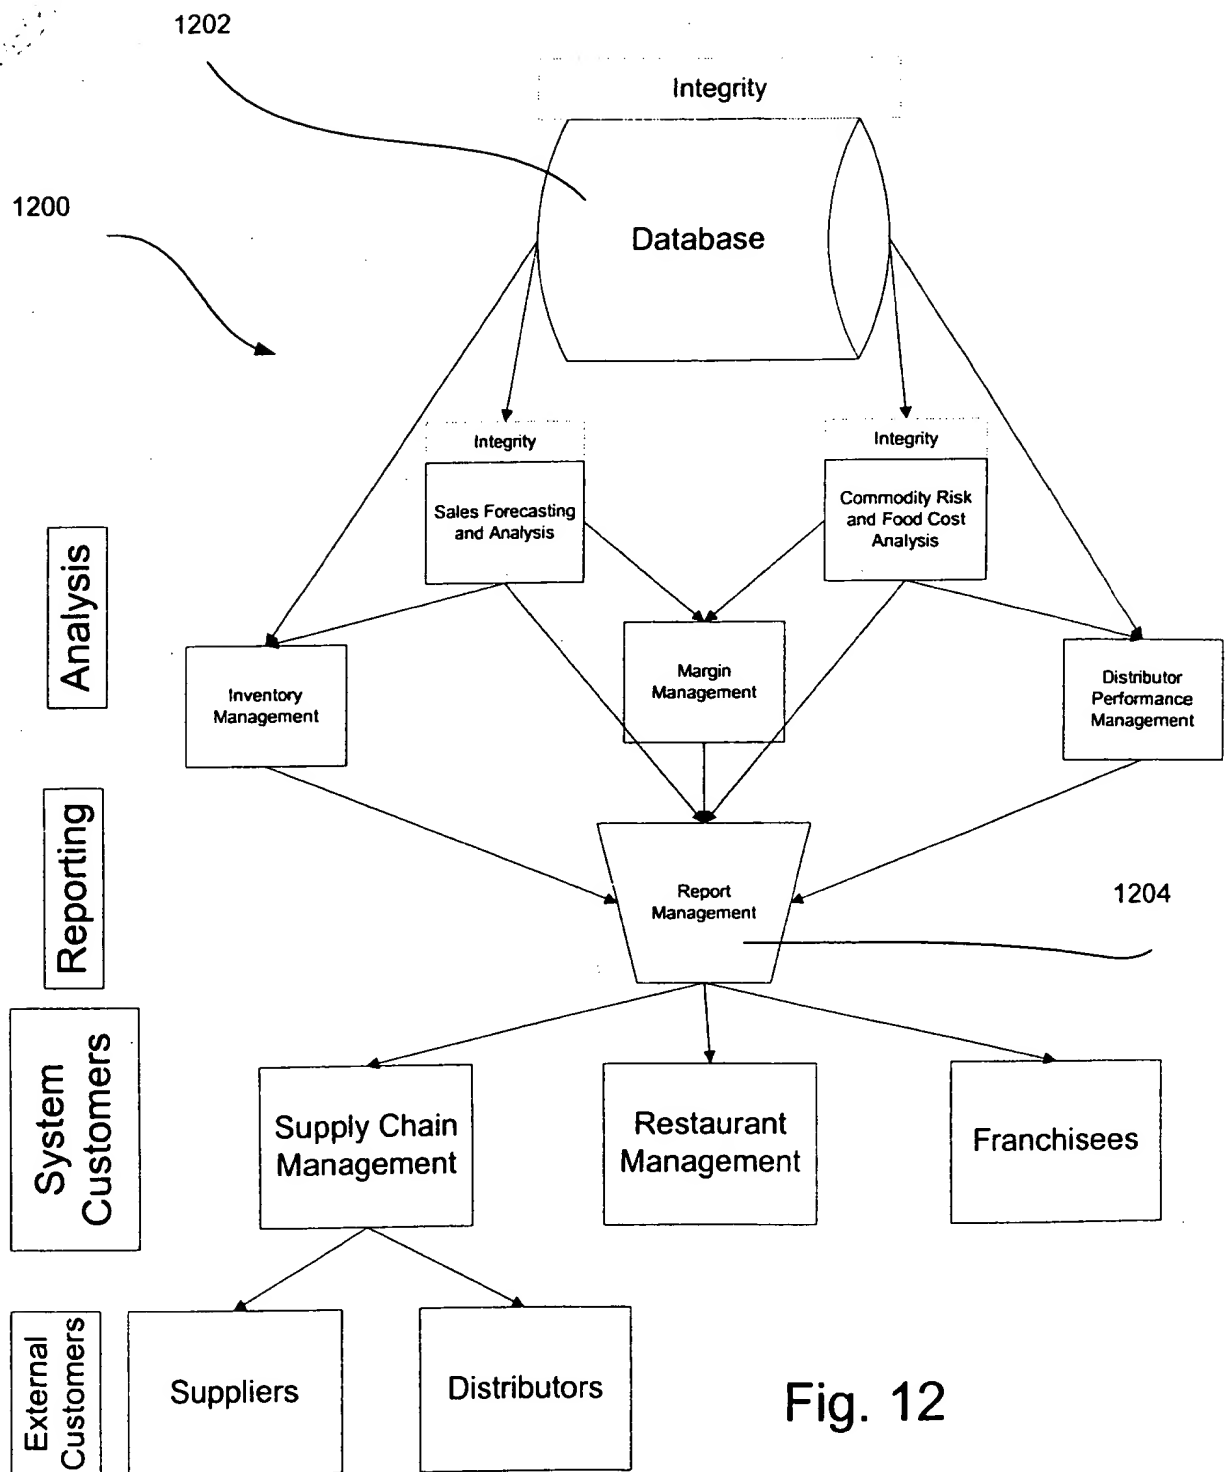 1202
Integrity
1200
Database
Integrity
Integrity
Sales Forecasting
and Analysis
Commodity Risk
and Food Cost
Analysis
Analysis
Inventory
Management
Margin
Management
Distributor
Performance
Management
Reporting
Report
Management
1204
System
Customers
Supply Chain
Management
Restaurant
Management
Franchisees
External
Customers
Suppliers
Distributors
Fig. 12